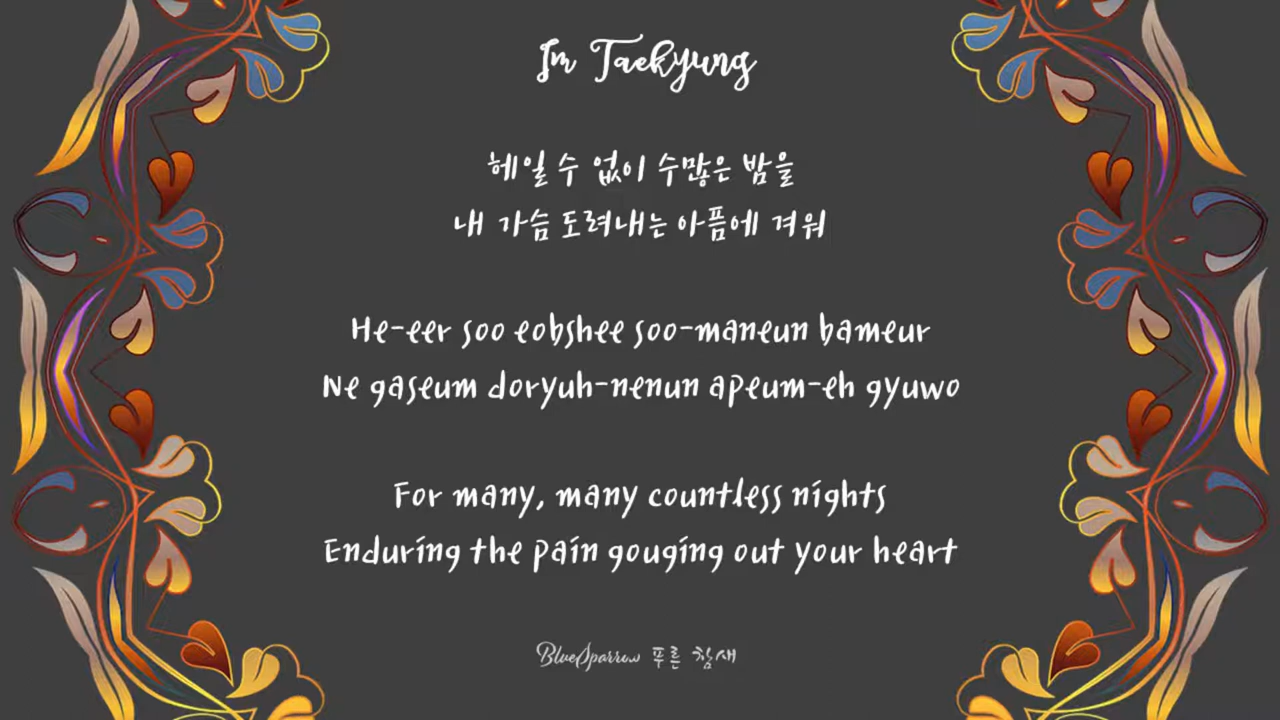 Im Taekyung
헤일 수 없이 수많은 밤을
내 가슴 도려내는 아픔에 겨워
He-eer soo eobshee soo-maneun bameur
Ne gaseum doryuh-nenun apeum-eh gyuwo
For many, many countless nights
Enduring the pain gouging out your heart
BlueSparrow 푸른 참새